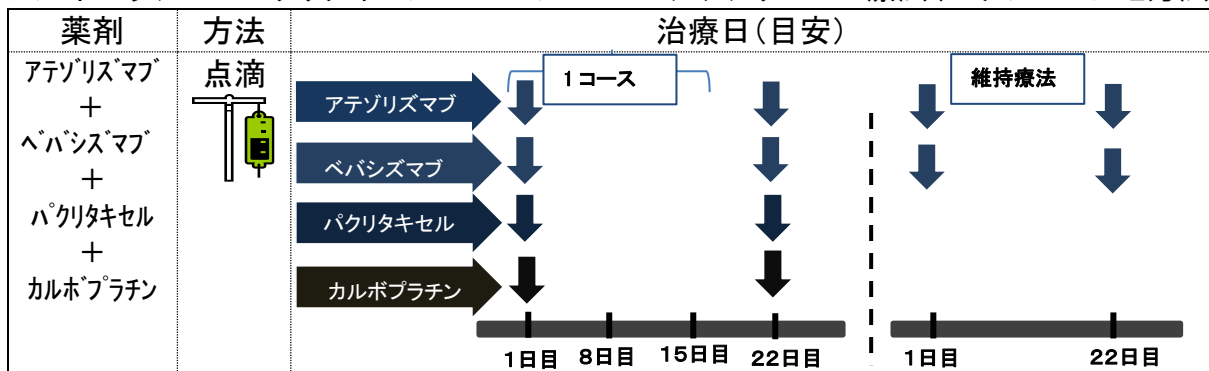 薬剤 方法 治療日(目安)
ｱﾃｿﾞﾘｽﾞﾏﾌﾞ
+
ﾍﾞﾊﾞｼｽﾞﾏﾌﾞ
+
ﾊﾟｸﾘﾀｷｾﾙ
+
ｶﾙﾎﾞﾌﾟﾗﾁﾝ
点滴
アテゾリズマブ
ベバシズマブ
パクリタキセル
カルボプラチン
1コース
維持療法
1日目 8日目 15日目 22日目
1日目 22日目